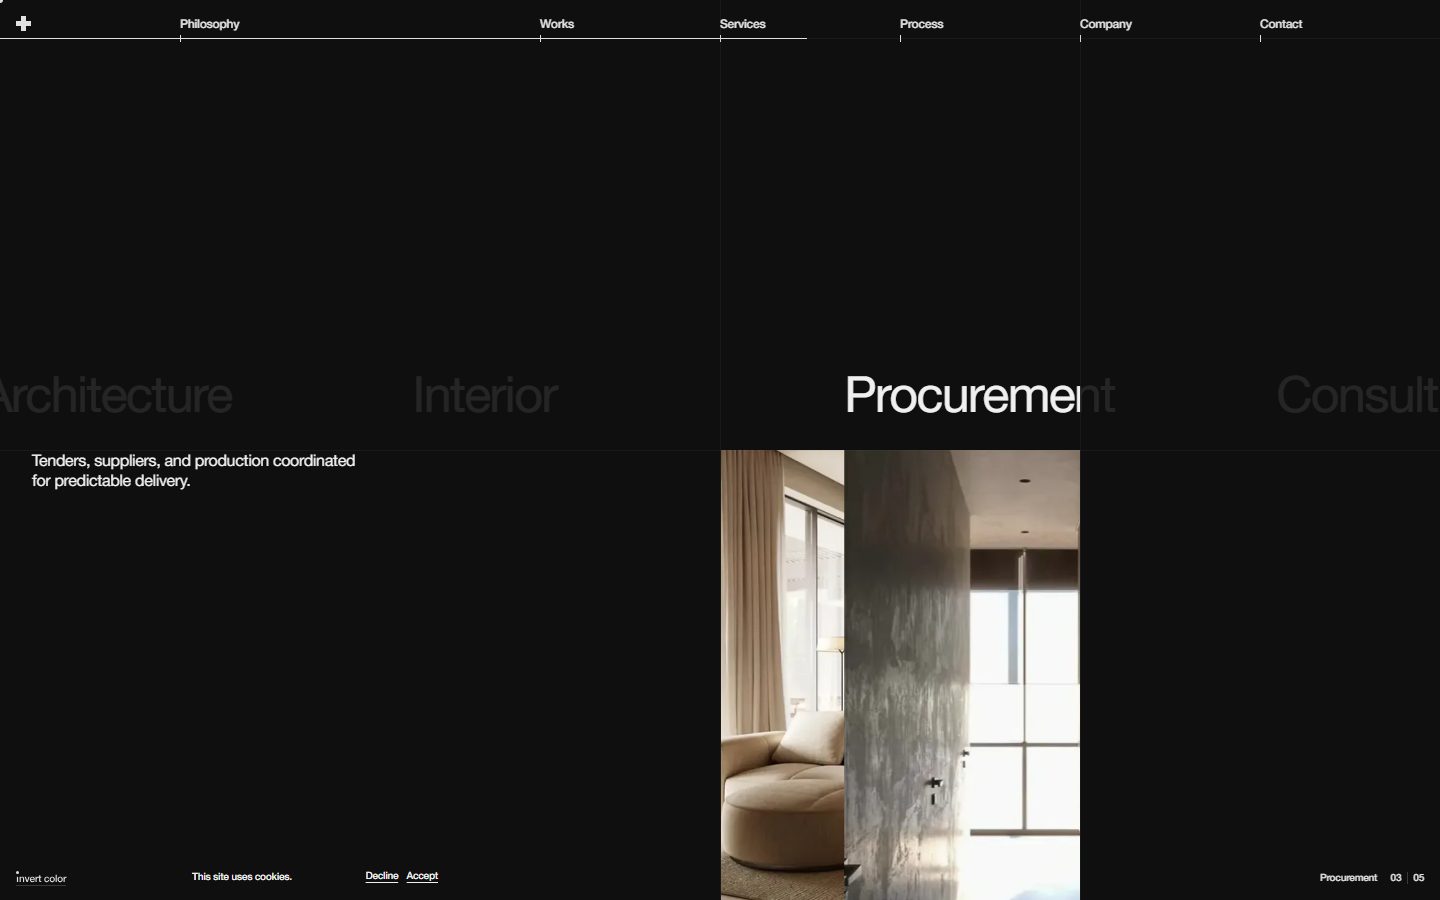 Philosophy
Works
Services
Process
Company
Contact
Architecture
Interior
Procurement
Consult
Tenders, suppliers, and production coordinated
for predictable delivery.
invert color
This site uses cookies.
Decline
Accept
Procurement
03
05